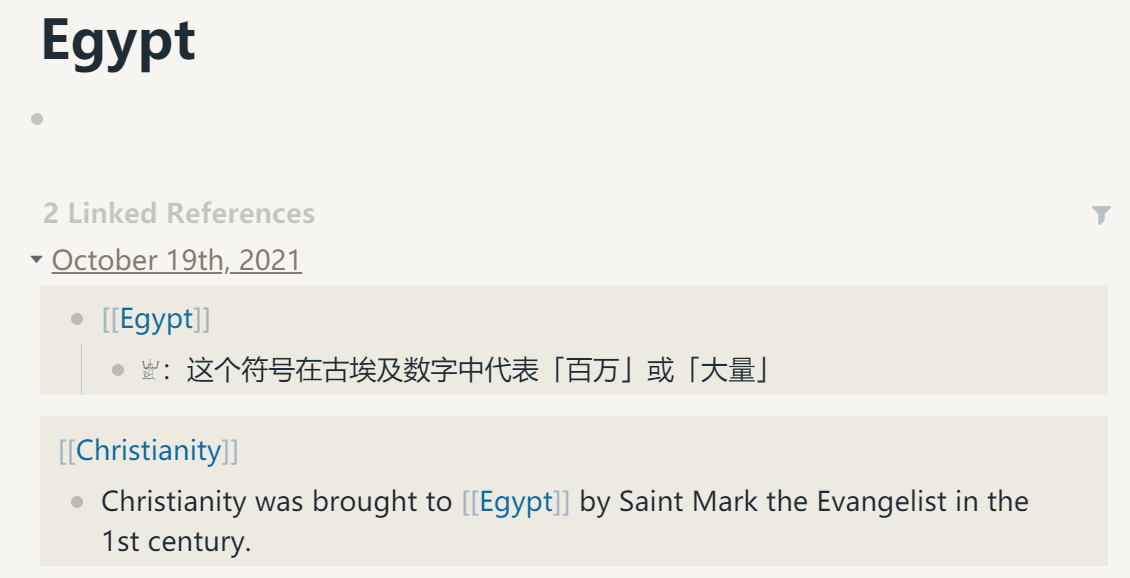 Egypt
2 Linked References
October 19th, 2021
[[Egypt]]
𓁨：这个符号在古埃及数字中代表「百万」或「大量」
[[Christianity]]
Christianity was brought to [[Egypt]] by Saint Mark the Evangelist in the
1st century.